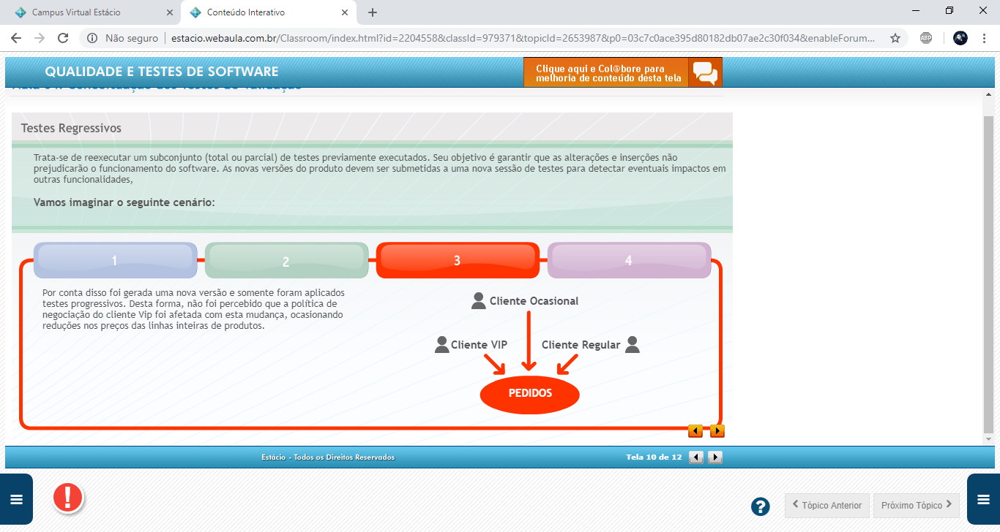 Campus Virtual Estácio
Conteúdo Interativo
Não seguro
estacio.webaula.com.br/Classroom/index.html?id=2204558&classId=979371&topicId=2653987&p0=03c7c0ace395d80182db07ae2c30f034&enableForum...
ABP
QUALIDADE E TESTES DE SOFTWARE
Clique aqui e Col@bore para
melhoria de conteúdo desta tela
Testes Regressivos
Trata-se de reexecutar um subconjunto (total ou parcial) de testes previamente executados. Seu objetivo é garantir que as alterações e inserções não
prejudicarão o funcionamento do software. As novas versões do produto devem ser submetidas a uma nova sessão de testes para detectar eventuais impactos em
outras funcionalidades,
Vamos imaginar o seguinte cenário:
1
2
3
4
Por conta disso foi gerada uma nova versão e somente foram aplicados
testes progressivos. Desta forma, não foi percebido que a política de
negociação do cliente Vip foi afetada com esta mudança, ocasionando
reduções nos preços das linhas inteiras de produtos.
Cliente Ocasional
Cliente VIP
Cliente Regular
PEDIDOS
Estácio - Todos os Direitos Reservados
Tela 10 de 12
Tópico Anterior
Próximo Tópico